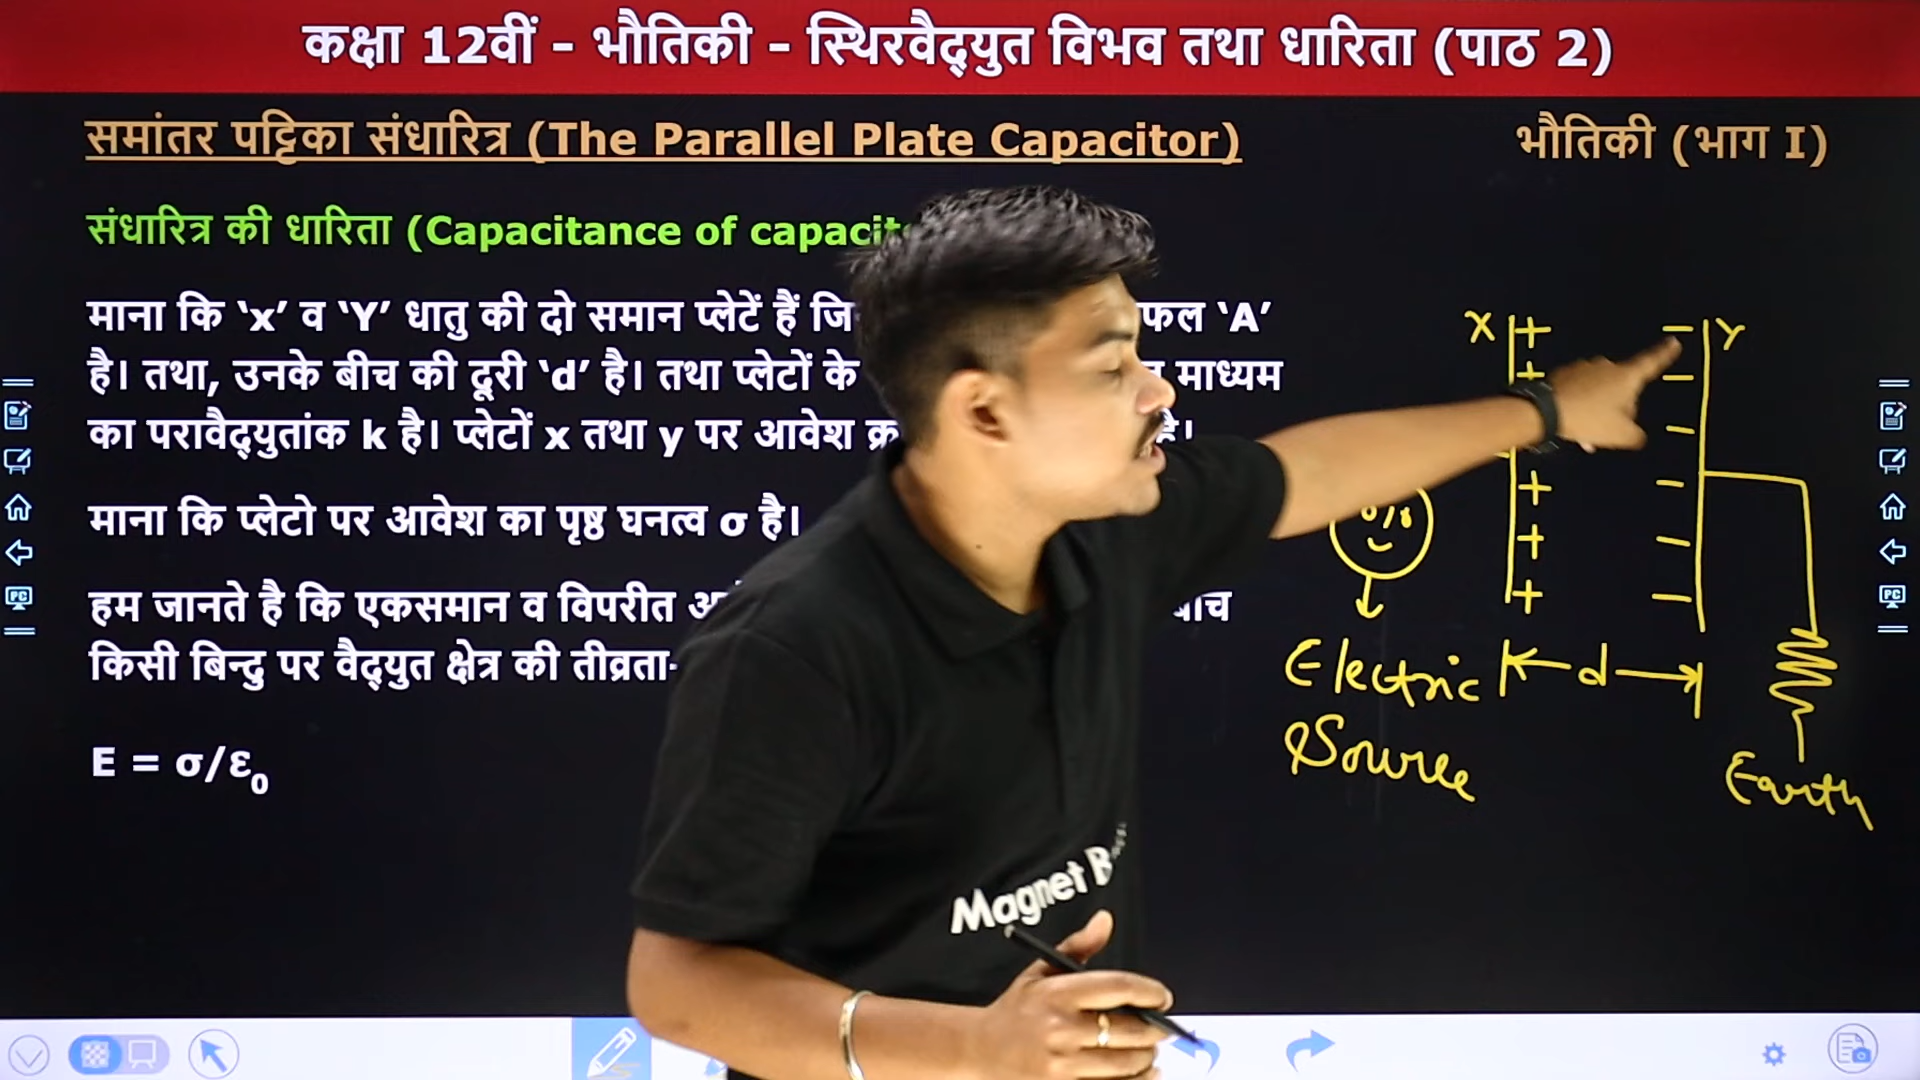 कक्षा 12वीं - भौतिकी - स्थिरवैद्युत विभव तथा धारिता (पाठ 2)
समांतर पट्टिका संधारित्र (The Parallel Plate Capacitor)
भौतिकी (भाग I)
संधारित्र की धारिता (Capacitance of
माना कि ‘x’ व ‘Y’ धातु की दो समान प्लेटें हैं ‘A’
है। तथा, उनके बीच की दूरी ‘d’ है। तथा प्लेटों के माध्यम
का परावैद्युतांक k है। प्लेटों x तथा y पर आवेश है।
माना कि प्लेटो पर आवेश का पृष्ठ घनत्व σ है।
हम जानते है कि एकसमान व विपरीत
किसी बिन्दु पर वैद्युत क्षेत्र की तीव्रता-
E = σ/ε₀
X + − Y
+ −
−
+ −
+ −
+ −
Electric
Source
d
Earth
Magnet
PC
PC